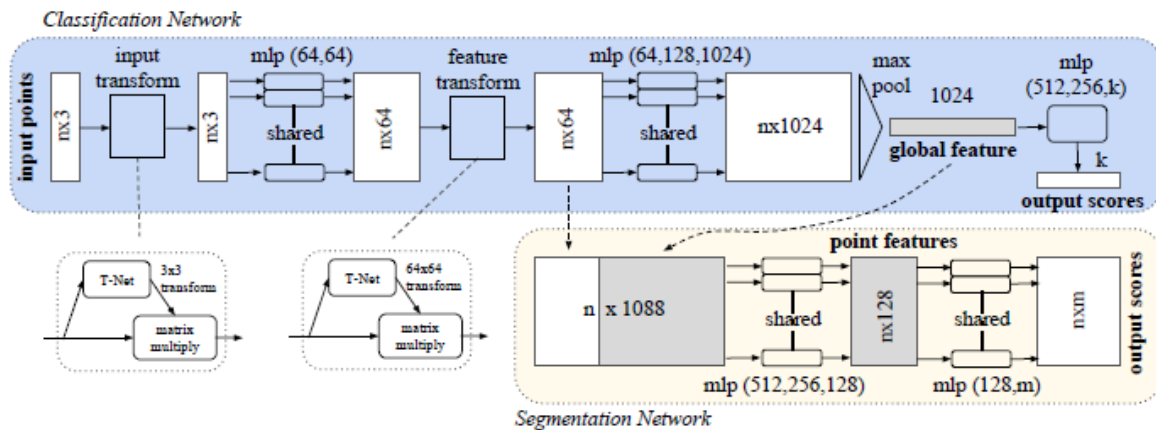 Classification Network
input points
nx3
input
transform
nx3
mlp (64,64)
shared
nx64
feature
transform
nx64
mlp (64,128,1024)
shared
nx1024
max
pool
1024
global feature
mlp
(512,256,k)
k
output scores
T-Net
3x3
transform
matrix
multiply
T-Net
64x64
transform
matrix
multiply
point features
n x 1088
shared
mlp (512,256,128)
nx128
shared
mlp (128,m)
nxm
output scores
Segmentation Network